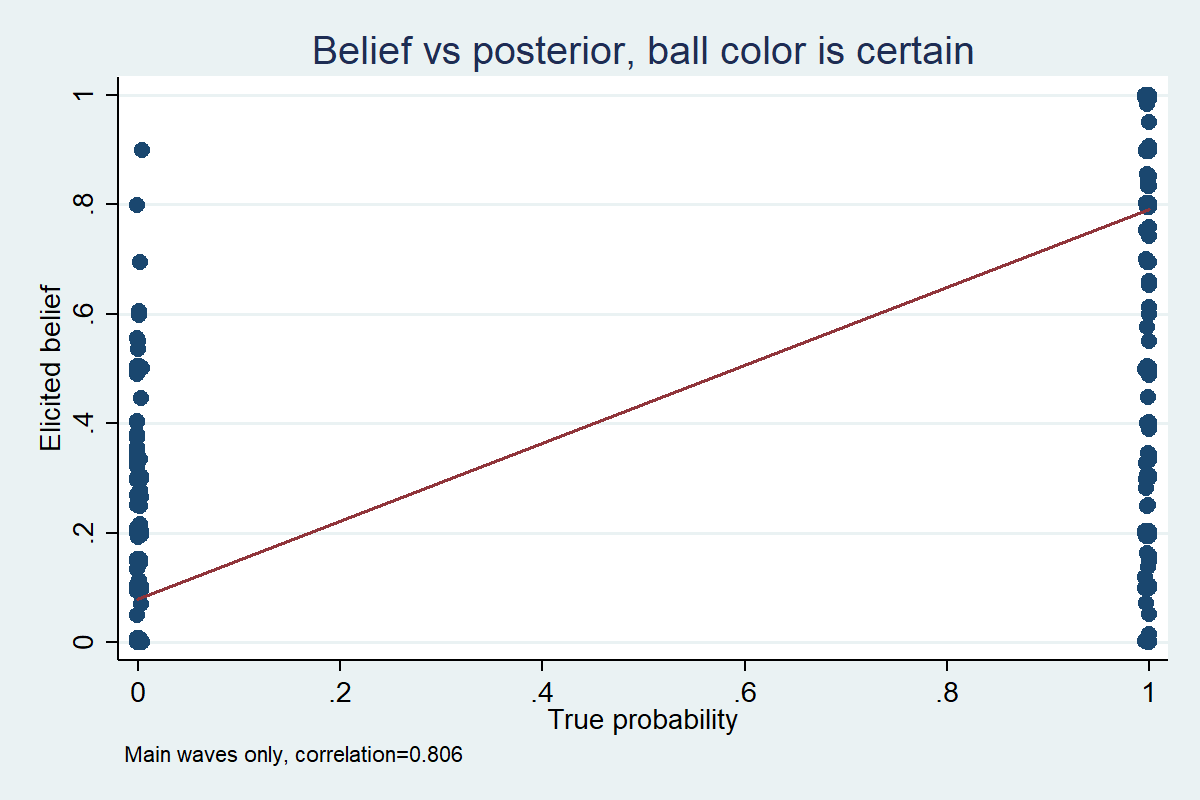 Belief vs posterior, ball color is certain
Elicited belief
1
.8
.6
.4
.2
0
0 .2 .4 .6 .8 1
True probability
Main waves only, correlation=0.806